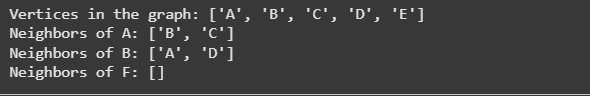 Vertices in the graph: ['A', 'B', 'C', 'D', 'E']
Neighbors of A: ['B', 'C']
Neighbors of B: ['A', 'D']
Neighbors of F: []